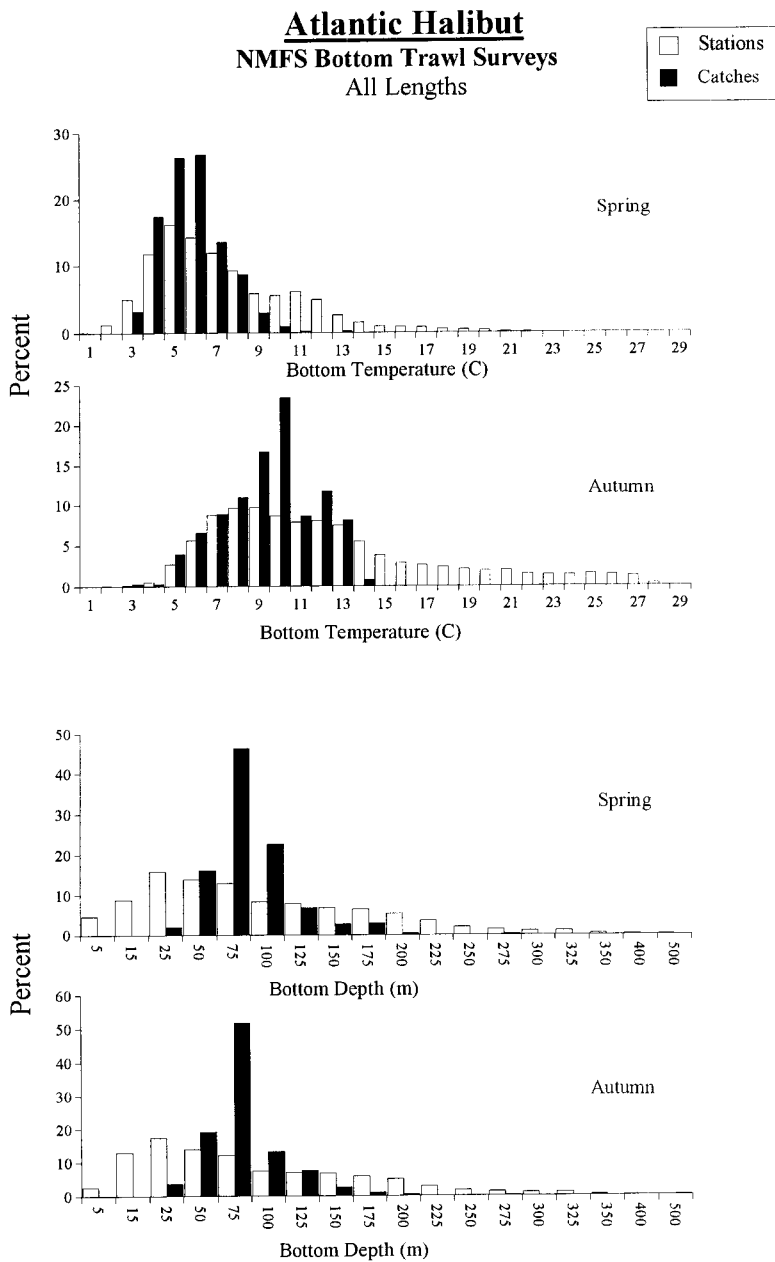 Atlantic Halibut
NMFS Bottom Trawl Surveys
All Lengths
Stations
Catches
Percent
30
20
10
0
Spring
1 3 5 7 9 11 13 15 17 19 21 23 25 27 29
Bottom Temperature (C)
25
20
15
10
5
0
Autumn
1 3 5 7 9 11 13 15 17 19 21 23 25 27 29
Bottom Temperature (C)
Percent
50
40
30
20
10
0
Spring
5 15 25 50 75 100 125 150 175 200 225 250 275 300 325 350 400 500
Bottom Depth (m)
60
50
40
30
20
10
0
Autumn
5 15 25 50 75 100 125 150 175 200 225 250 275 300 325 350 400 500
Bottom Depth (m)